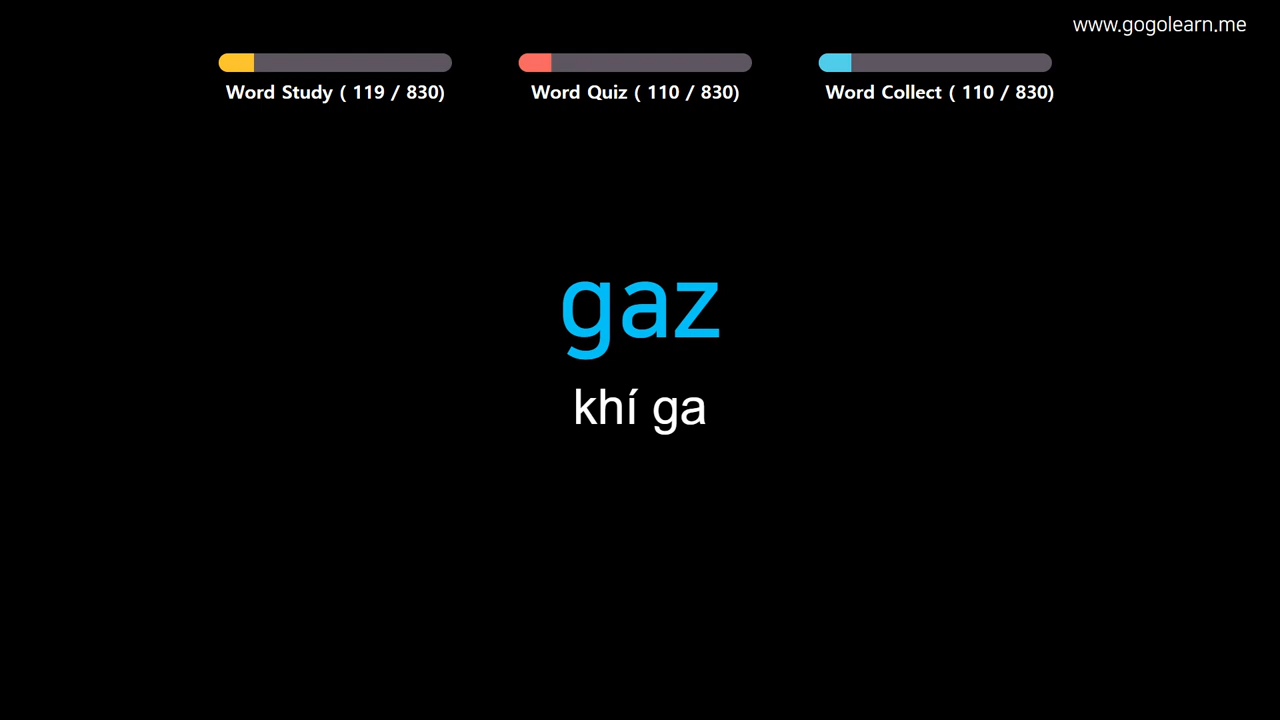 www.gogolearn.me
Word Study ( 119 / 830)
Word Quiz ( 110 / 830)
Word Collect ( 110 / 830)
gaz
khí ga